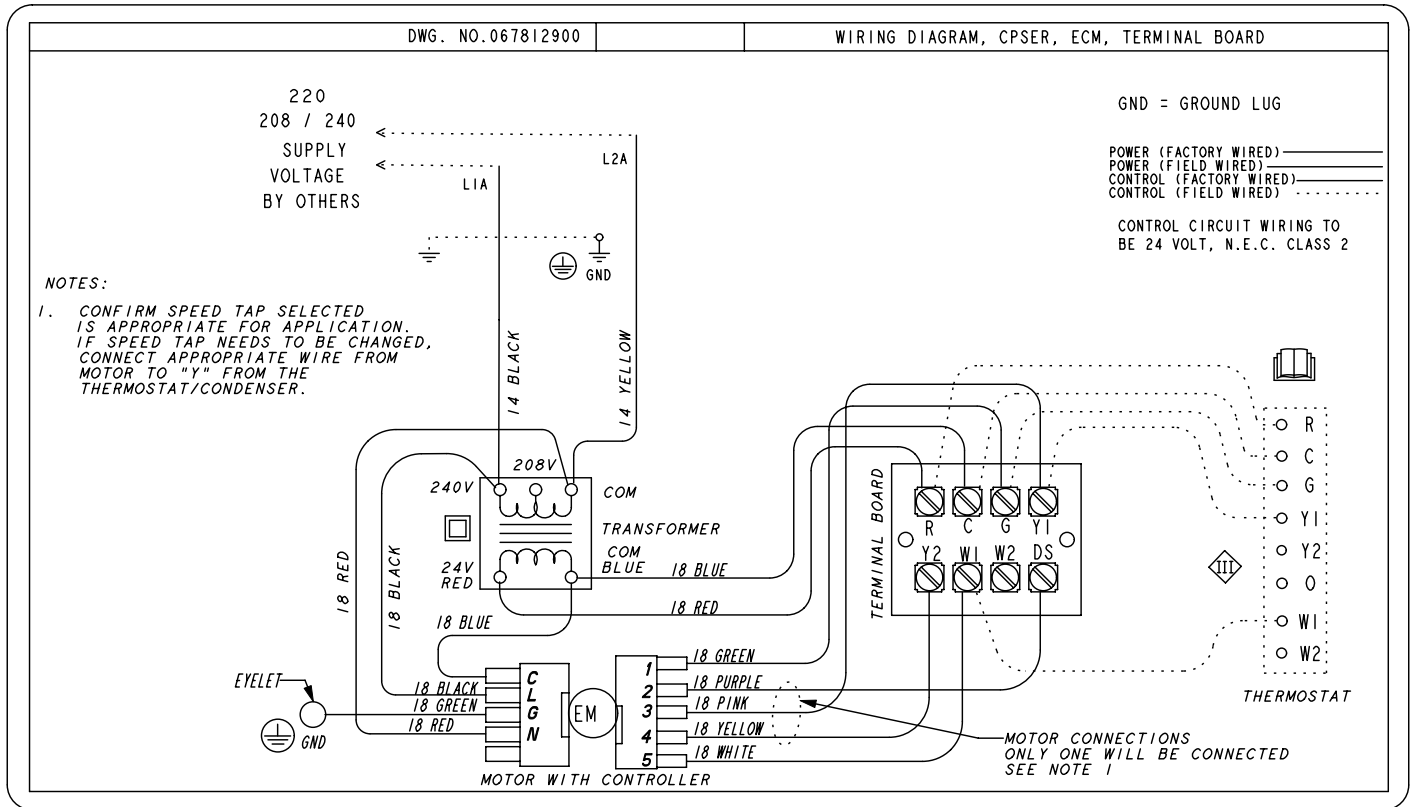 DWG. NO.067812900
WIRING DIAGRAM, CPSER, ECM, TERMINAL BOARD
220
208 / 240
SUPPLY
VOLTAGE
BY OTHERS
L2A
L1A
GND
GND = GROUND LUG
POWER (FACTORY WIRED)
POWER (FIELD WIRED)
CONTROL (FACTORY WIRED)
CONTROL (FIELD WIRED)
CONTROL CIRCUIT WIRING TO
BE 24 VOLT, N.E.C. CLASS 2
NOTES:
1. CONFIRM SPEED TAP SELECTED
IS APPROPRIATE FOR APPLICATION.
IF SPEED TAP NEEDS TO BE CHANGED,
CONNECT APPROPRIATE WIRE FROM
MOTOR TO "Y" FROM THE
THERMOSTAT/CONDENSER.
14 BLACK
14 YELLOW
208V
240V
COM
TRANSFORMER
COM
BLUE
24V
RED
18 RED
18 BLACK
18 BLUE
18 BLUE
18 RED
TERMINAL BOARD
R C G Y1
Y2 W1 W2 DS
III
R
C
G
Y1
Y2
O
W1
W2
THERMOSTAT
EYELET
GND
18 BLACK
18 GREEN
18 RED
C
L
G
N
EM
1
2
3
4
5
18 GREEN
18 PURPLE
18 PINK
18 YELLOW
18 WHITE
MOTOR WITH CONTROLLER
MOTOR CONNECTIONS
ONLY ONE WILL BE CONNECTED
SEE NOTE 1